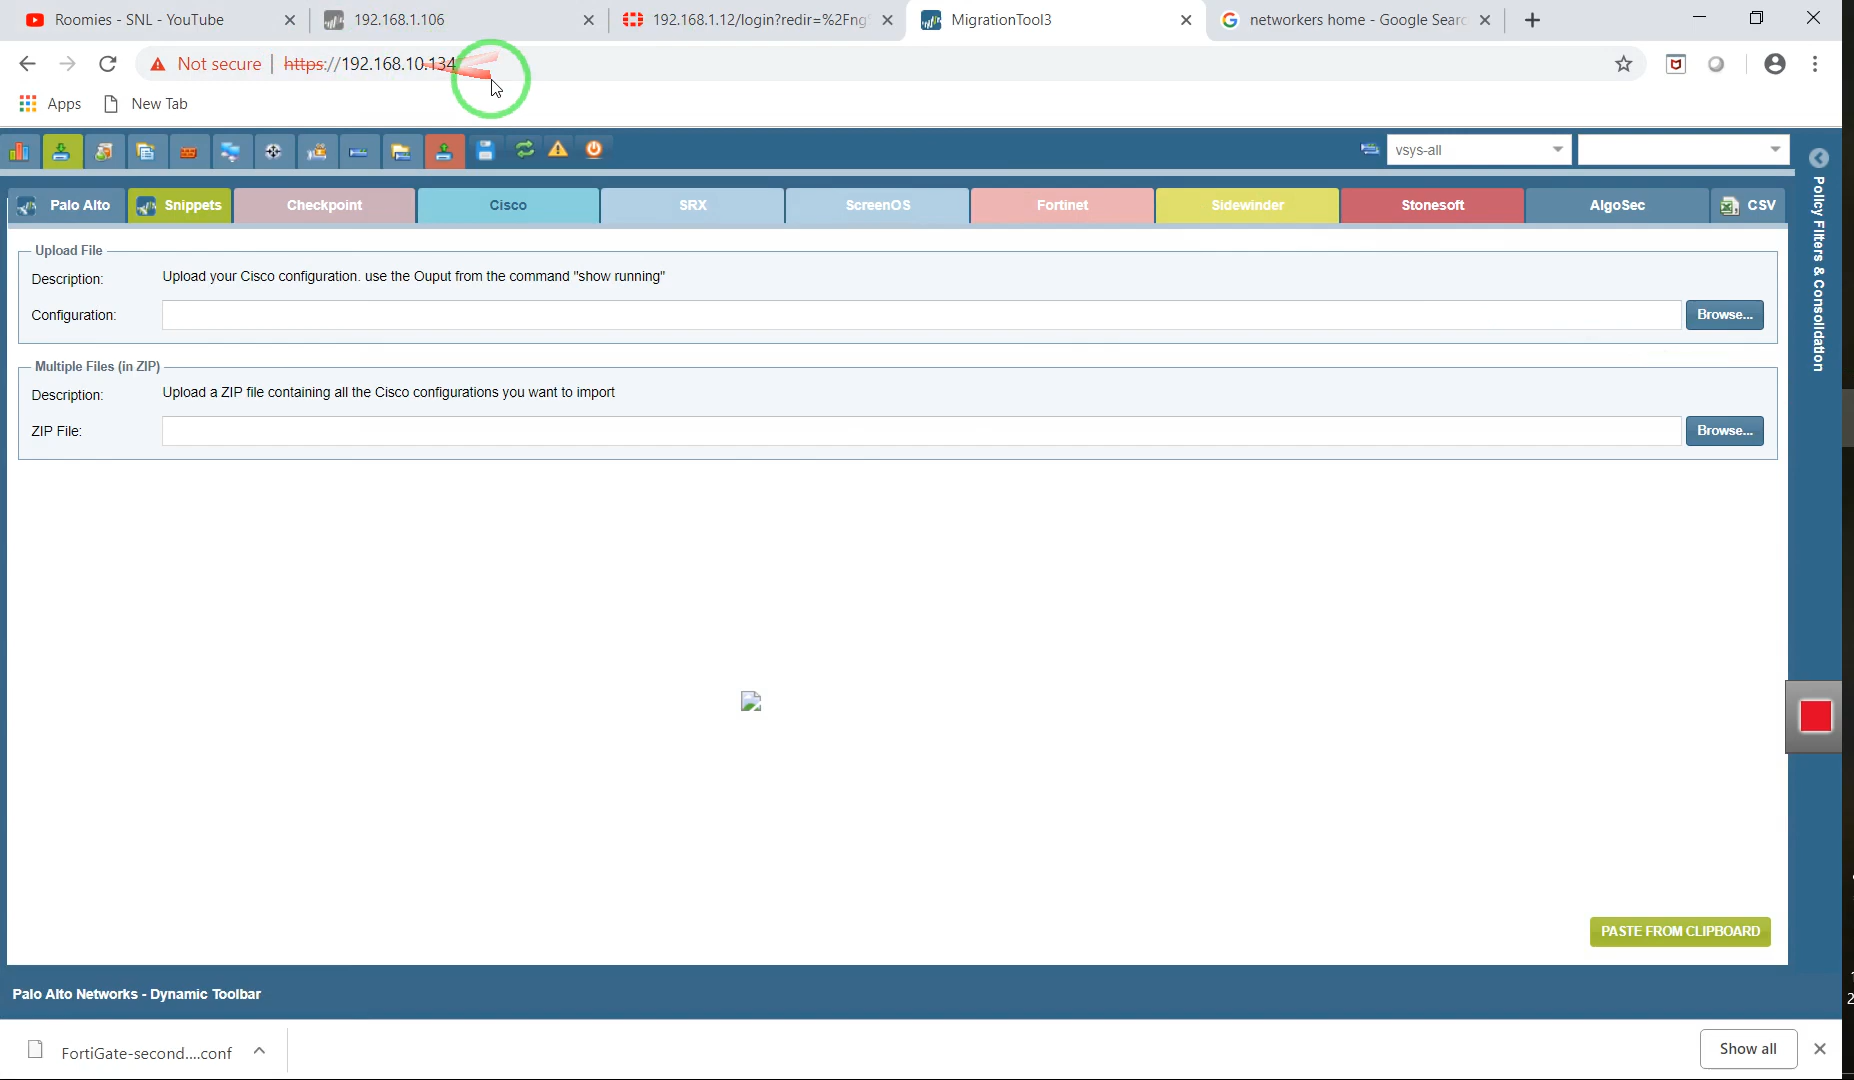 Roomies - SNL - YouTube
192.168.1.106
192.168.1.12/login?redir=%2Fng
MigrationTool3
networkers home - Google Searc
Not secure
https://192.168.10.134
Apps
New Tab
vsys-all
Palo Alto
Snippets
Checkpoint
Cisco
SRX
ScreenOS
Fortinet
Sidewinder
Stonesoft
AlgoSec
CSV
Policy Filters & Consolidation
Upload File
Description:
Upload your Cisco configuration. use the Ouput from the command "show running"
Configuration:
Browse...
Multiple Files (in ZIP)
Description:
Upload a ZIP file containing all the Cisco configurations you want to import
ZIP File:
Browse...
PASTE FROM CLIPBOARD
Palo Alto Networks - Dynamic Toolbar
FortiGate-second....conf
Show all